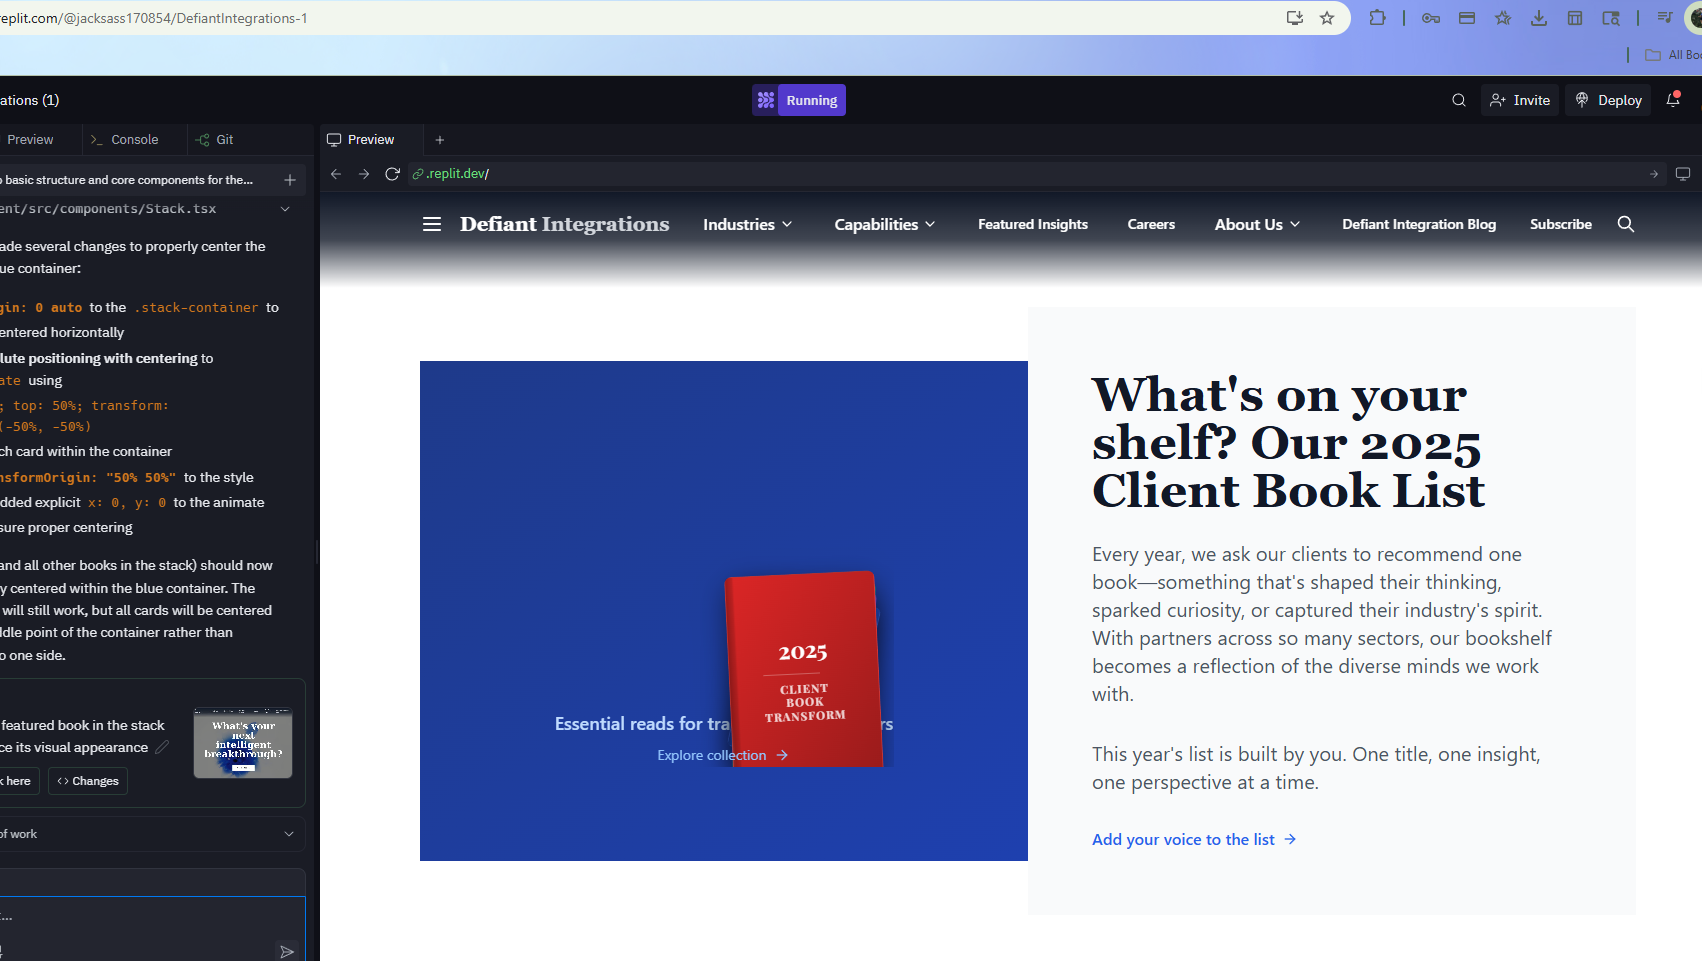 replit.com/@jacksass170854/DefiantIntegrations-1
All Boo
ations (1)
Running
Invite
Deploy
Preview
Console
Git
Preview
basic structure and core components for the...
ent/src/components/Stack.tsx
.replit.dev/
ade several changes to properly center the
ue container:
gin: 0 auto to the .stack-container to
entered horizontally
lute positioning with centering to
ate using
; top: 50%; transform:
(-50%, -50%)
ch card within the container
nsformOrigin: "50% 50%" to the style
dded explicit x: 0, y: 0 to the animate
sure proper centering
and all other books in the stack) should now
y centered within the blue container. The
will still work, but all cards will be centered
ddle point of the container rather than
o one side.
featured book in the stack
ce its visual appearance
What's your
next
intelligent
breakthrough?
k here
Changes
of work
...
Defiant Integrations
Industries
Capabilities
Featured Insights
Careers
About Us
Defiant Integration Blog
Subscribe
2025
CLIENT
BOOK
TRANSFORM
Essential reads for tra rs
Explore collection →
What's on your
shelf? Our 2025
Client Book List
Every year, we ask our clients to recommend one
book—something that's shaped their thinking,
sparked curiosity, or captured their industry's spirit.
With partners across so many sectors, our bookshelf
becomes a reflection of the diverse minds we work
with.
This year's list is built by you. One title, one insight,
one perspective at a time.
Add your voice to the list →